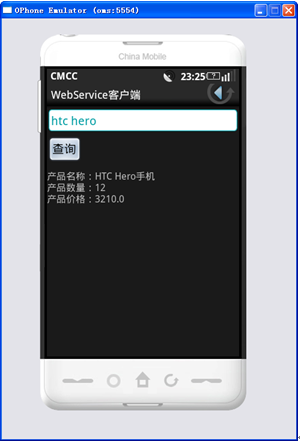 OPhone Emulator (oms:5554)
China Mobile
CMCC 23:25
WebService客户端
htc hero
查询
产品名称：HTC Hero手机
产品数量：12
产品价格：3210.0